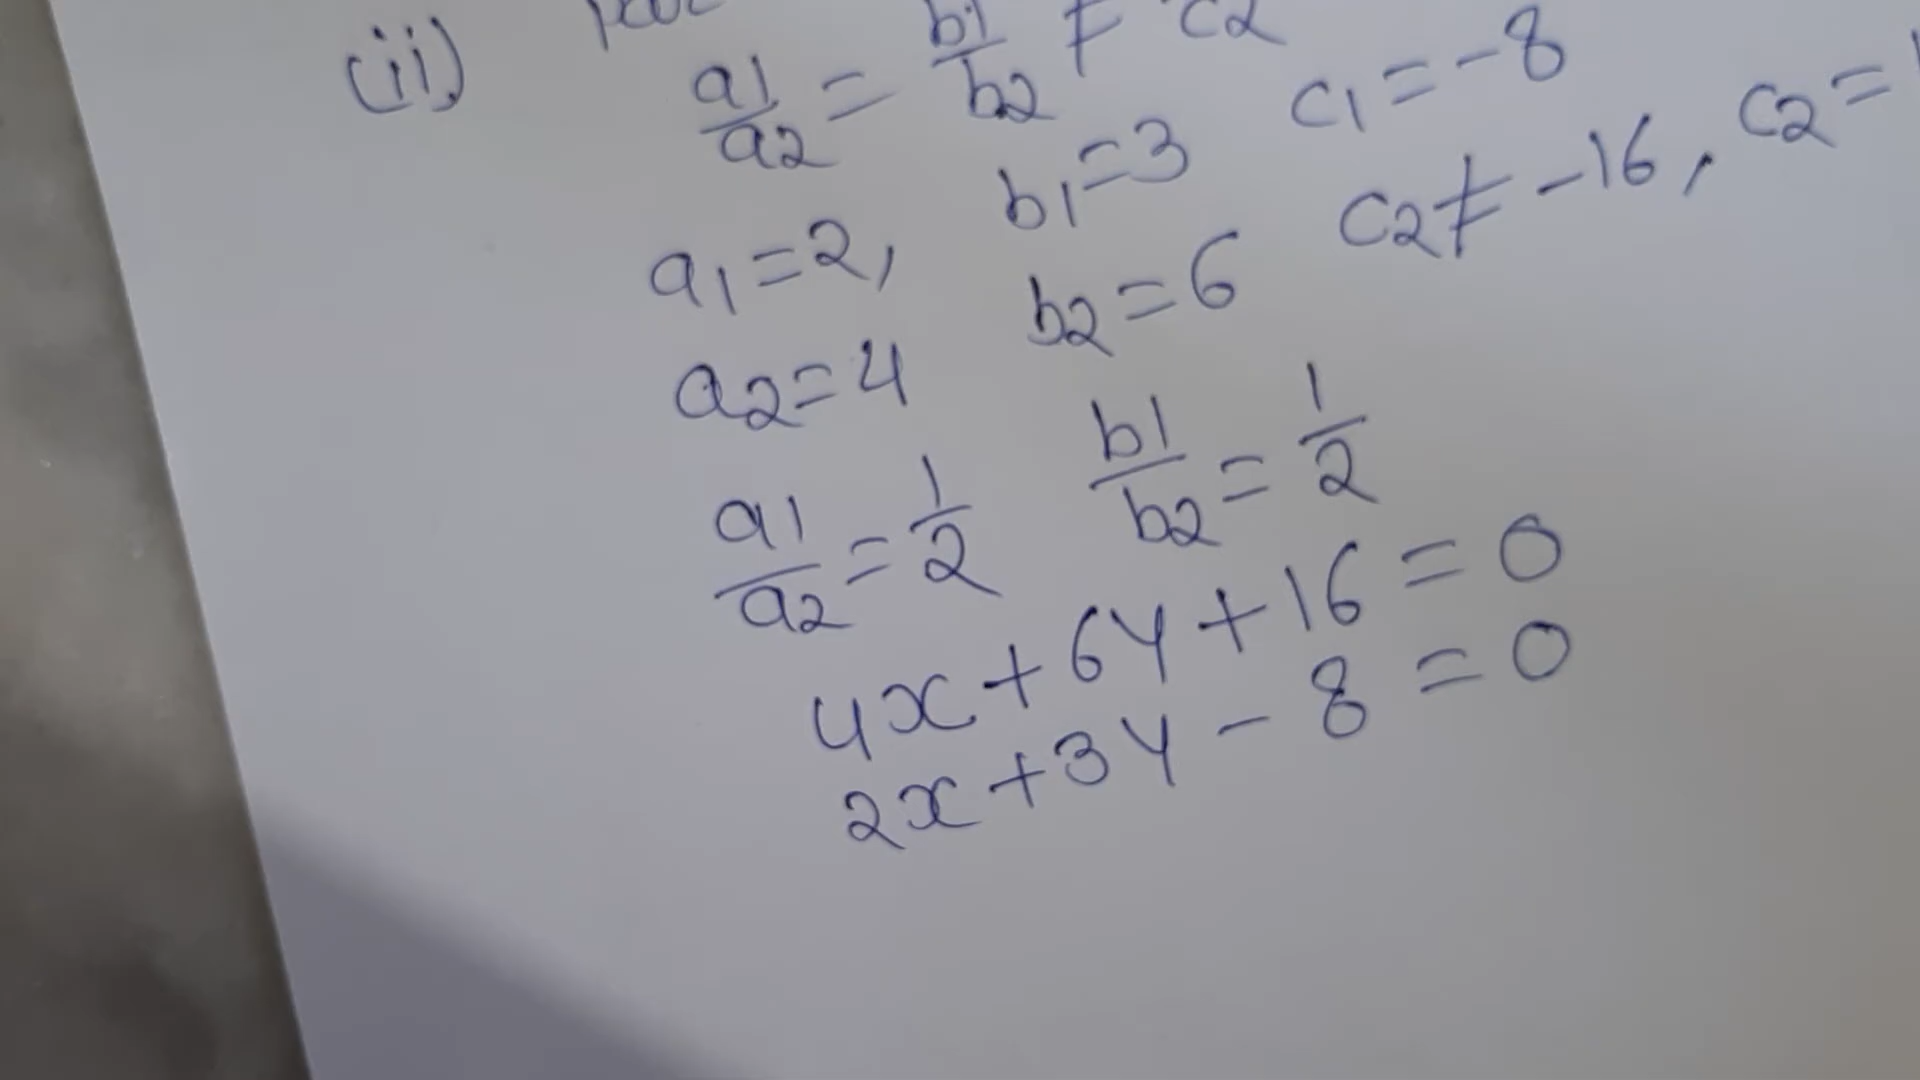 (ii)
a1/a2 = b1/b2 ≠ c2
a1=2, b1=3 c1=-8
a2=4 b2=6 c2≠-16, c2=
a1/a2=1/2 b1/b2=1/2
4x+6y+16=0
2x+3y-8=0